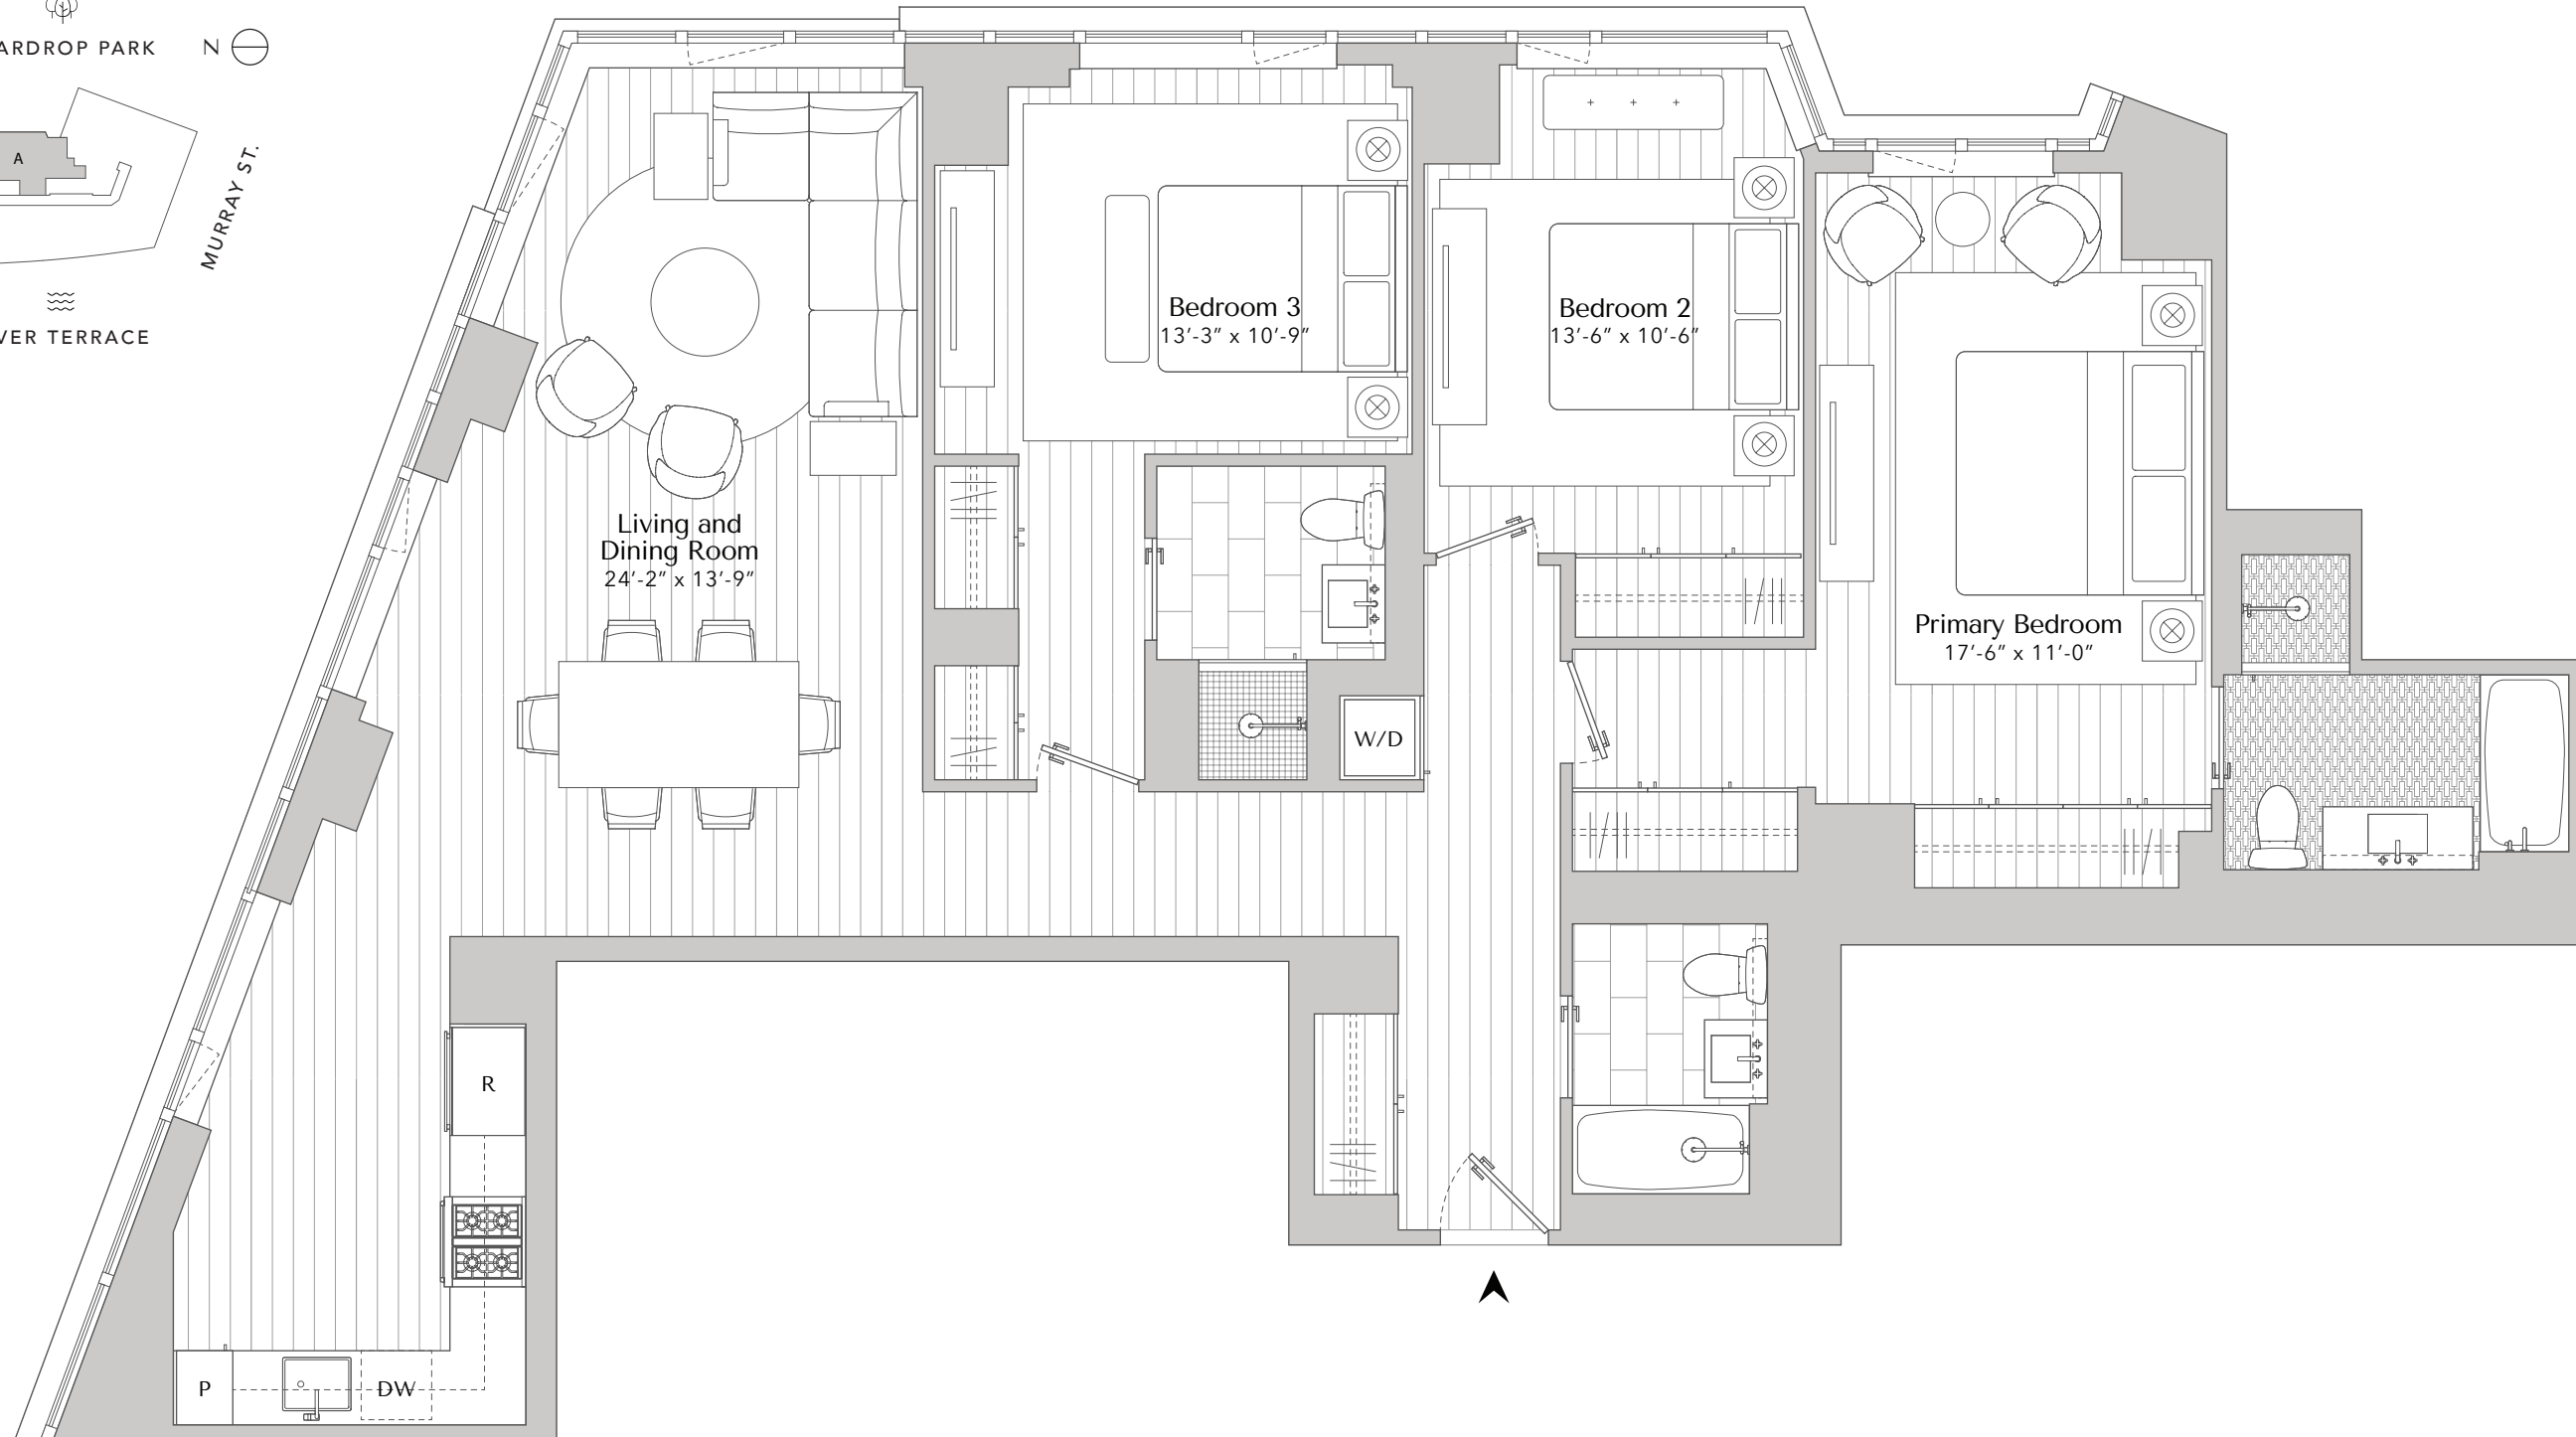 ARDROP PARK
N
A
MURRAY ST.
VER TERRACE
Bedroom 3
13’-3” x 10’-9”
Bedroom 2
13’-6” x 10’-6”
Living and
Dining Room
24’-2” x 13’-9”
Primary Bedroom
17’-6” x 11’-0”
W/D
R
P
DW